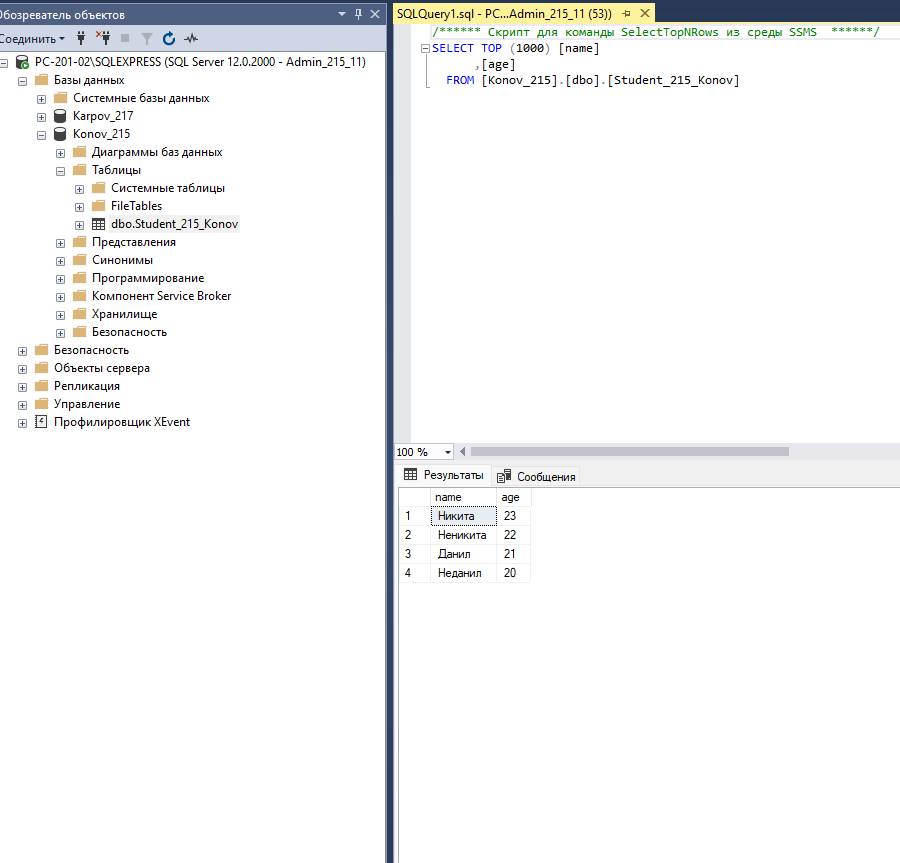 Обозреватель объектов
Соединить
PC-201-02\SQLEXPRESS (SQL Server 12.0.2000 - Admin_215_11)
Базы данных
Системные базы данных
Karpov_217
Konov_215
Диаграммы баз данных
Таблицы
Системные таблицы
FileTables
dbo.Student_215_Konov
Представления
Синонимы
Программирование
Компонент Service Broker
Хранилище
Безопасность
Безопасность
Объекты сервера
Репликация
Управление
Профилировщик XEvent
SQLQuery1.sql - PC...Admin_215_11 (53))
/****** Скрипт для команды SelectTopNRows из среды SSMS  ******/
SELECT TOP (1000) [name]
,[age]
FROM [Konov_215].[dbo].[Student_215_Konov]
100 %
Результаты
Сообщения
name age
1 Никита 23
2 Неникита 22
3 Данил 21
4 Неданил 20